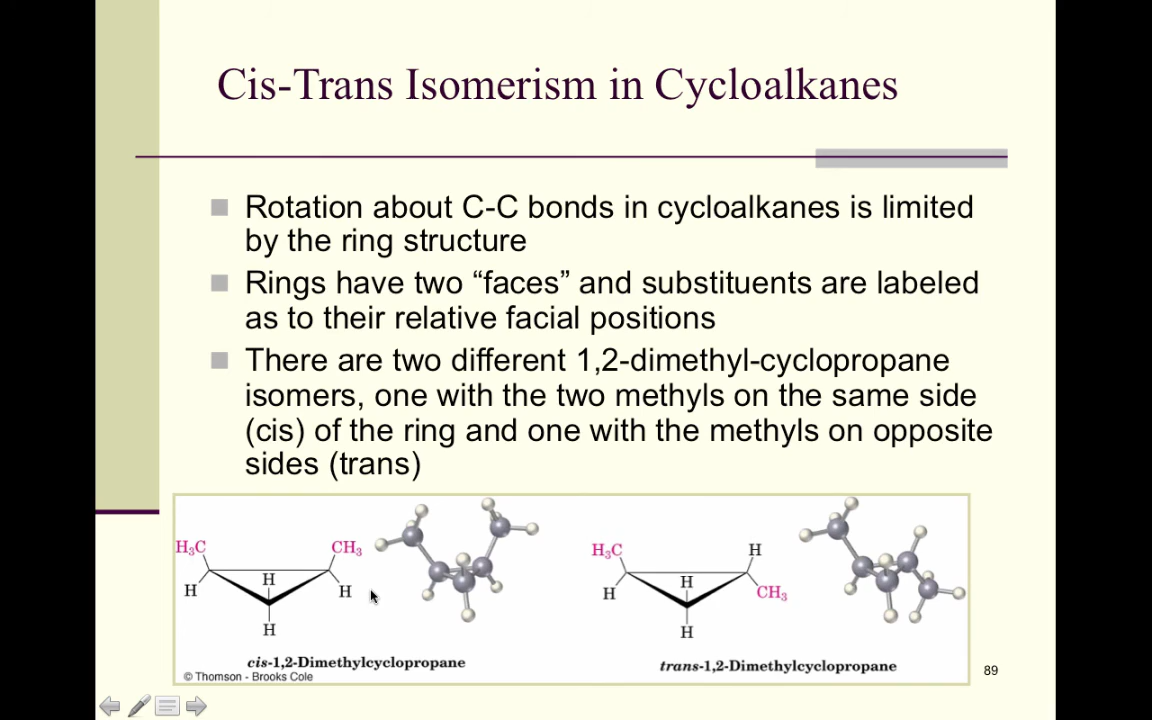 Cis-Trans Isomerism in Cycloalkanes
Rotation about C-C bonds in cycloalkanes is limited
by the ring structure
Rings have two “faces” and substituents are labeled
as to their relative facial positions
There are two different 1,2-dimethyl-cyclopropane
isomers, one with the two methyls on the same side
(cis) of the ring and one with the methyls on opposite
sides (trans)
H₃C CH₃
H H H
H
cis-1,2-Dimethylcyclopropane
H₃C H
H H CH₃
H
trans-1,2-Dimethylcyclopropane
© Thomson - Brooks Cole
89